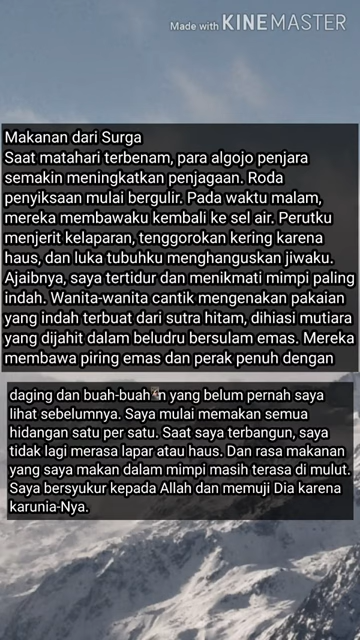 Made with KINEMASTER
Makanan dari Surga
Saat matahari terbenam, para algojo penjara
semakin meningkatkan penjagaan. Roda
penyiksaan mulai bergulir. Pada waktu malam,
mereka membawaku kembali ke sel air. Perutku
menjerit kelaparan, tenggorokan kering karena
haus, dan luka tubuhku menghanguskan jiwaku.
Ajaibnya, saya tertidur dan menikmati mimpi paling
indah. Wanita-wanita cantik mengenakan pakaian
yang indah terbuat dari sutra hitam, dihiasi mutiara
yang dijahit dalam beludru bersulam emas. Mereka
membawa piring emas dan perak penuh dengan
daging dan buah-buahan yang belum pernah saya
lihat sebelumnya. Saya mulai memakan semua
hidangan satu per satu. Saat saya terbangun, saya
tidak lagi merasa lapar atau haus. Dan rasa makanan
yang saya makan dalam mimpi masih terasa di mulut.
Saya bersyukur kepada Allah dan memuji Dia karena
karunia-Nya.